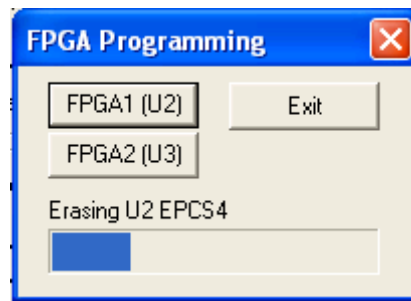 FPGA Programming
FPGA1 (U2)
Exit
FPGA2 (U3)
Erasing U2 EPCS4